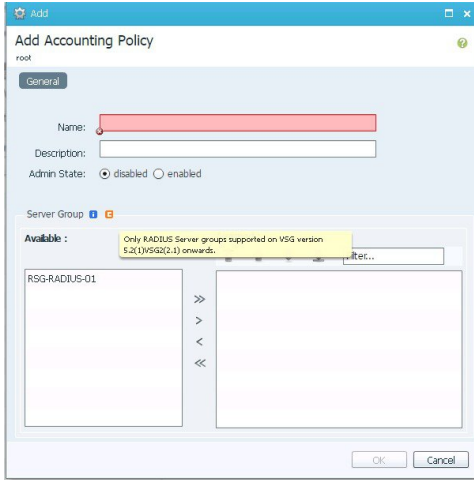 Add
Add Accounting Policy
root
General
Name:
Description:
Admin State: disabled enabled
Server Group
Available :
Only RADIUS Server groups supported on VSG version
5.2(1)VSG2(2.1) onwards.
RSG-RADIUS-01
OK Cancel